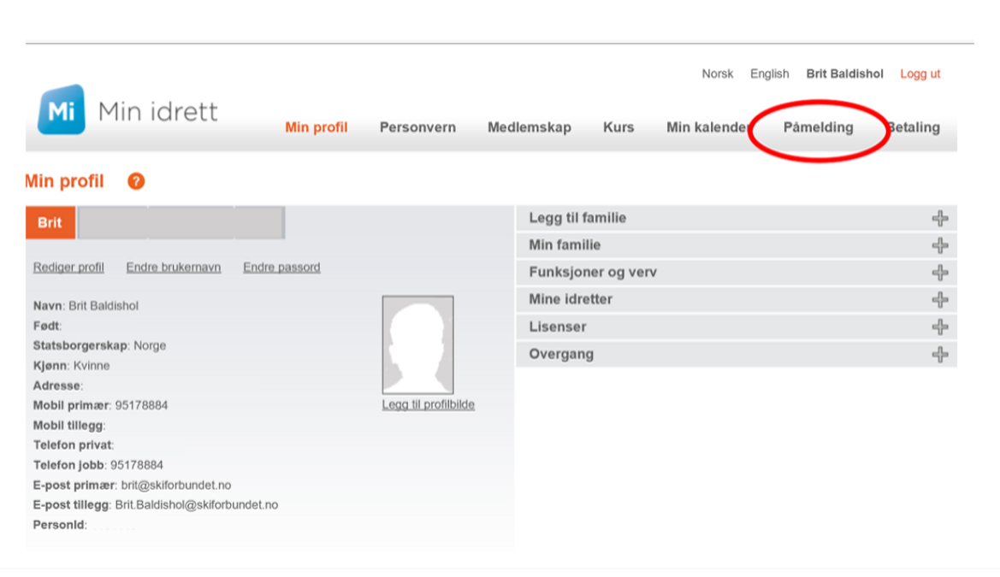 Norsk English Brit Baldishol Logg ut
Mi Min idrett
Min profil Personvern Medlemskap Kurs Min kalender Påmelding Betaling
Min profil ?
Brit
Rediger profil Endre brukernavn Endre passord
Navn: Brit Baldishol
Født:
Statsborgerskap: Norge
Kjønn: Kvinne
Adresse:
Mobil primær: 95178884
Mobil tillegg:
Telefon privat:
Telefon jobb: 95178884
E-post primær: brit@skiforbundet.no
E-post tillegg: Brit.Baldishol@skiforbundet.no
PersonId:
Legg til profilbilde
Legg til familie
Min familie
Funksjoner og verv
Mine idretter
Lisenser
Overgang